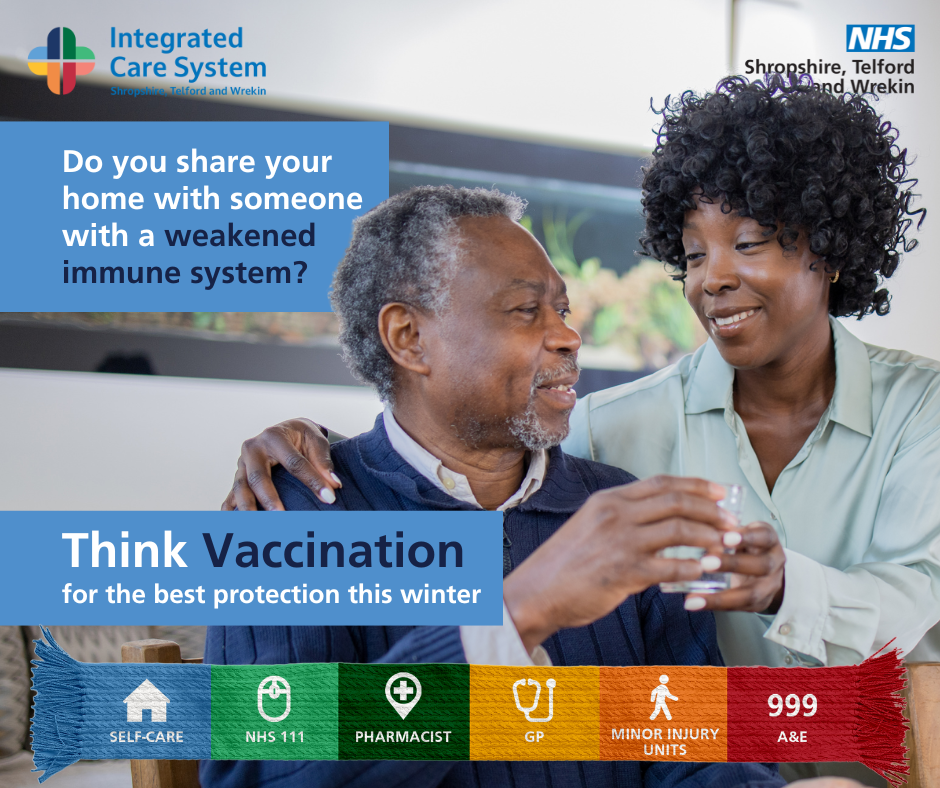 Integrated
Care System
Shropshire, Telford and Wrekin
NHS
Shropshire, Telford
and Wrekin
Do you share your
home with someone
with a weakened
immune system?
Think Vaccination
for the best protection this winter
SELF-CARE
NHS 111
PHARMACIST
GP
MINOR INJURY
UNITS
999
A&E